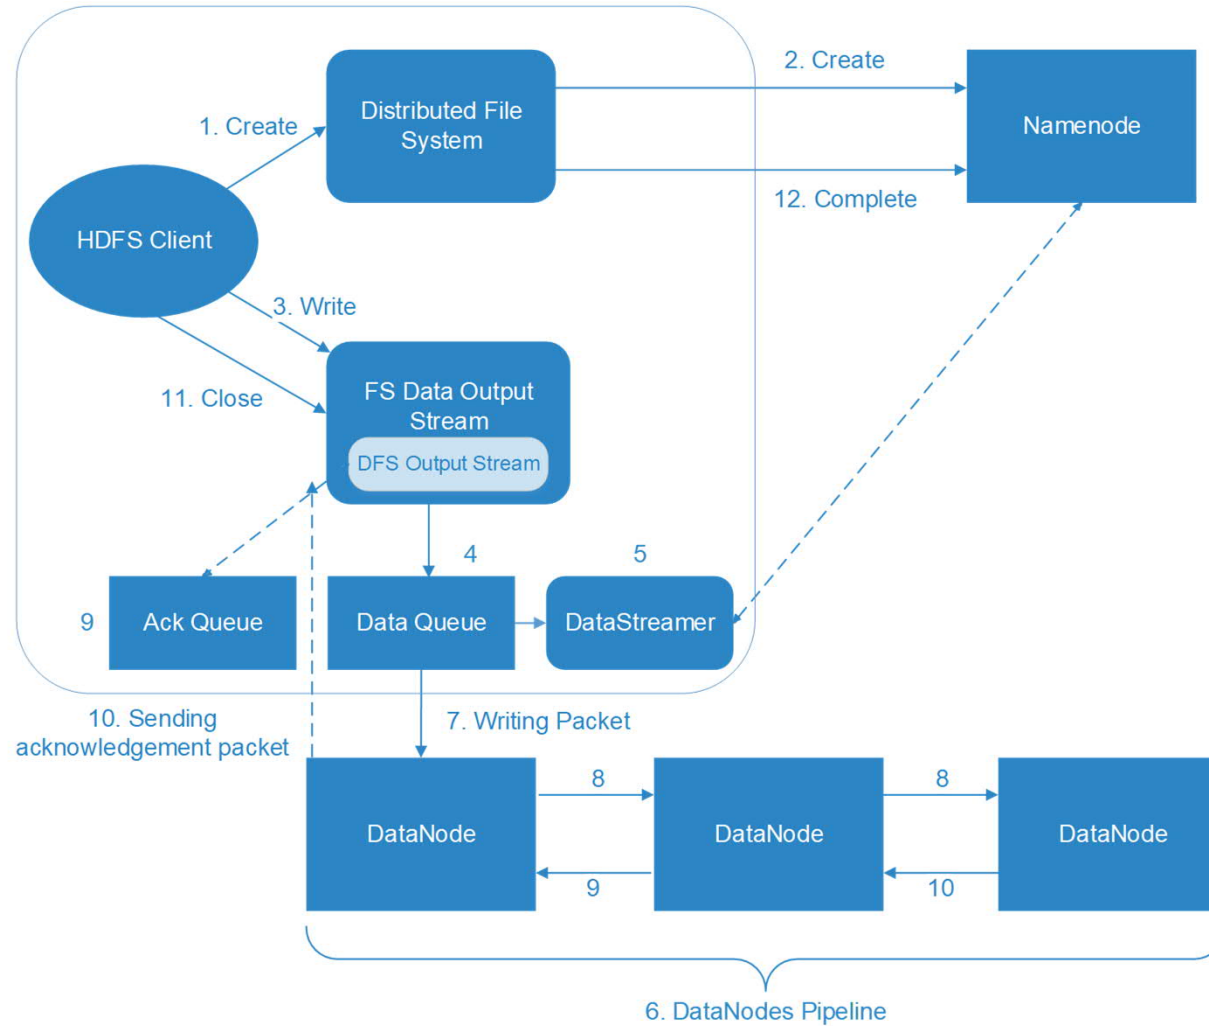 2. Create
Distributed File
System
Namenode
1. Create
12. Complete
HDFS Client
3. Write
FS Data Output
Stream
11. Close
DFS Output Stream
4
5
9
Ack Queue
Data Queue
DataStreamer
10. Sending
acknowledgement packet
7. Writing Packet
8
8
DataNode
DataNode
DataNode
9
10
6. DataNodes Pipeline